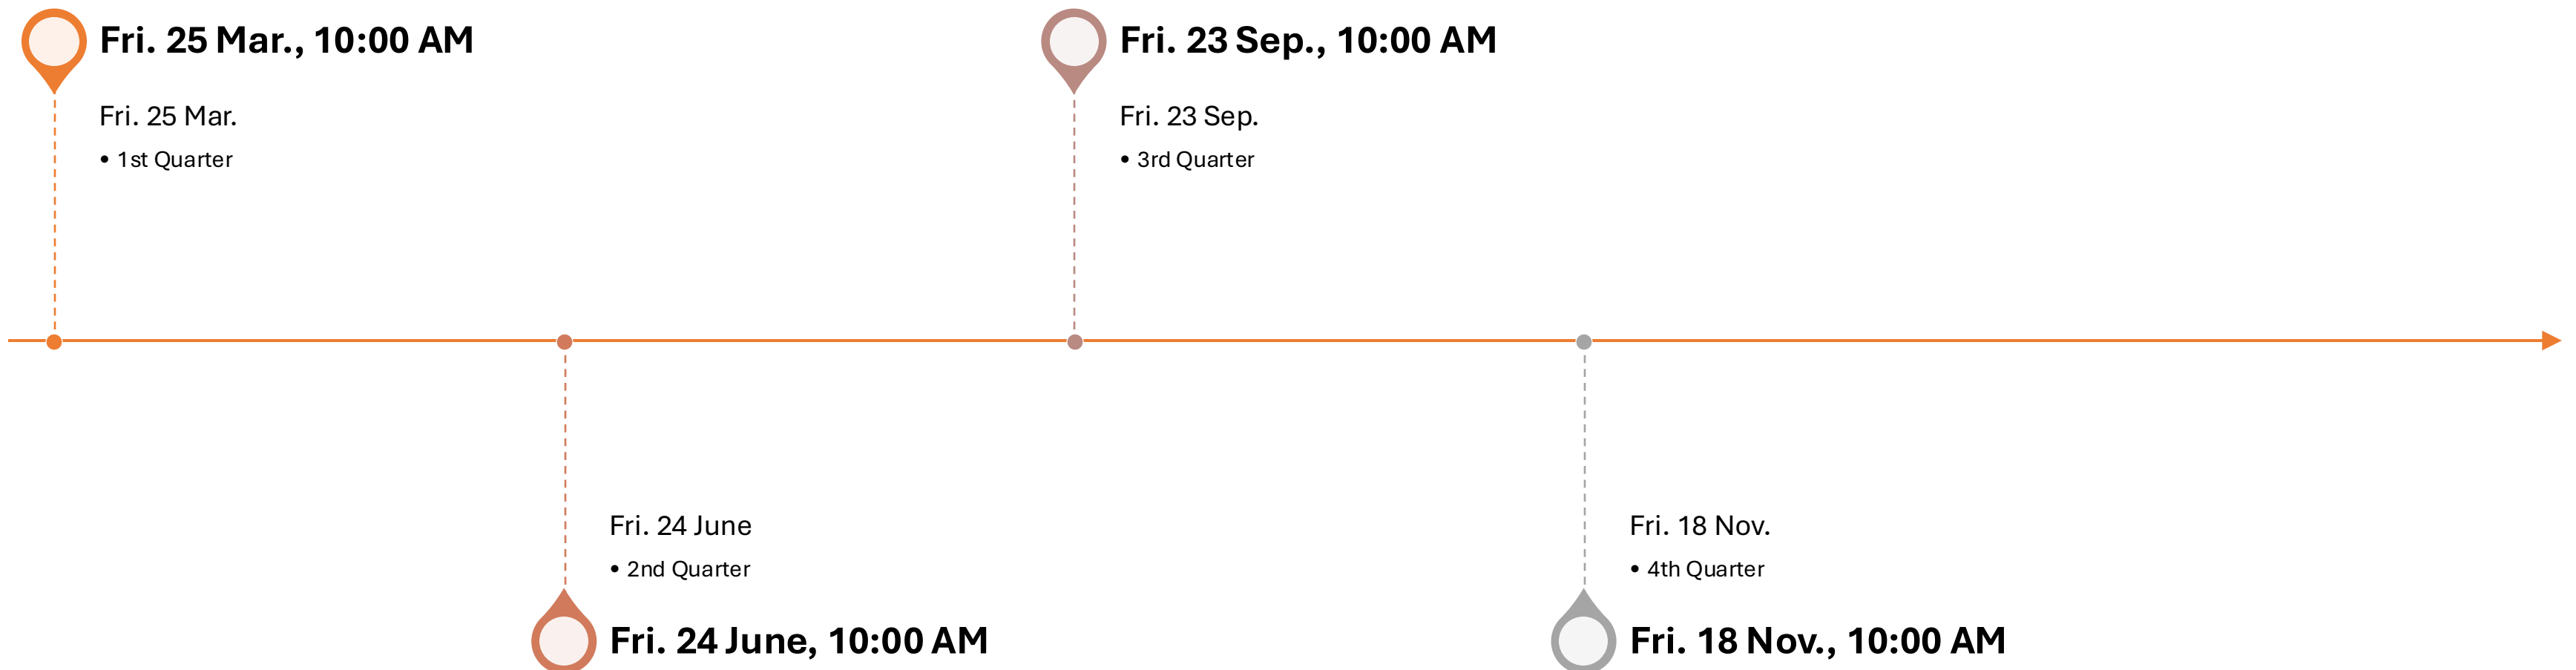 Fri. 25 Mar., 10:00 AM
Fri. 25 Mar.
• 1st Quarter
Fri. 24 June
• 2nd Quarter
Fri. 24 June, 10:00 AM
Fri. 23 Sep., 10:00 AM
Fri. 23 Sep.
• 3rd Quarter
Fri. 18 Nov.
• 4th Quarter
Fri. 18 Nov., 10:00 AM